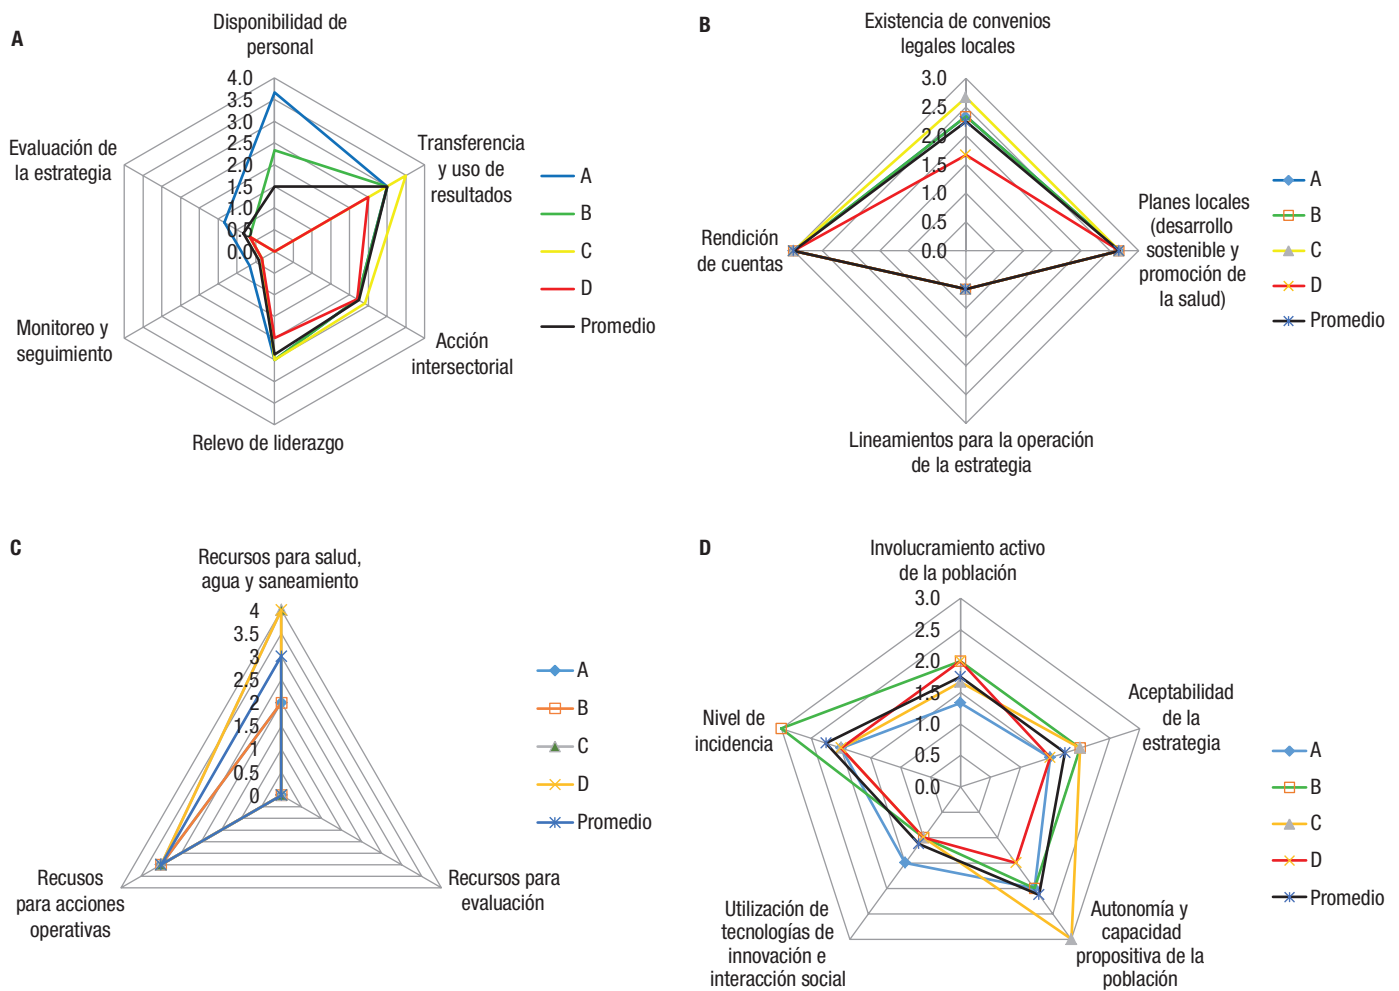 A
Disponibilidad de
personal
4.0
3.5
3.0
2.5
2.0
1.5
1.0
0.5
0.0
Transferencia
y uso de
resultados
Acción
intersectorial
Relevo de liderazgo
Monitoreo y
seguimiento
Evaluación de
la estrategia
A
B
C
D
Promedio
B
Existencia de convenios
legales locales
3.0
2.5
2.0
1.5
1.0
0.5
0.0
Planes locales
(desarrollo
sostenible y
promoción de
la salud)
Lineamientos para la operación
de la estrategia
Rendición
de cuentas
A
B
C
D
Promedio
C
Recursos para salud,
agua y saneamiento
4
3.5
3
2.5
2
1.5
1
0.5
0
Recursos para
evaluación
Recusos
para acciones
operativas
A
B
C
D
Promedio
D
Involucramiento activo
de la población
3.0
2.5
2.0
1.5
1.0
0.5
0.0
Aceptabilidad
de la
estrategia
Autonomía y
capacidad
propositiva de la
población
Utilización de
tecnologías de
innovación e
interacción social
Nivel de
incidencia
A
B
C
D
Promedio